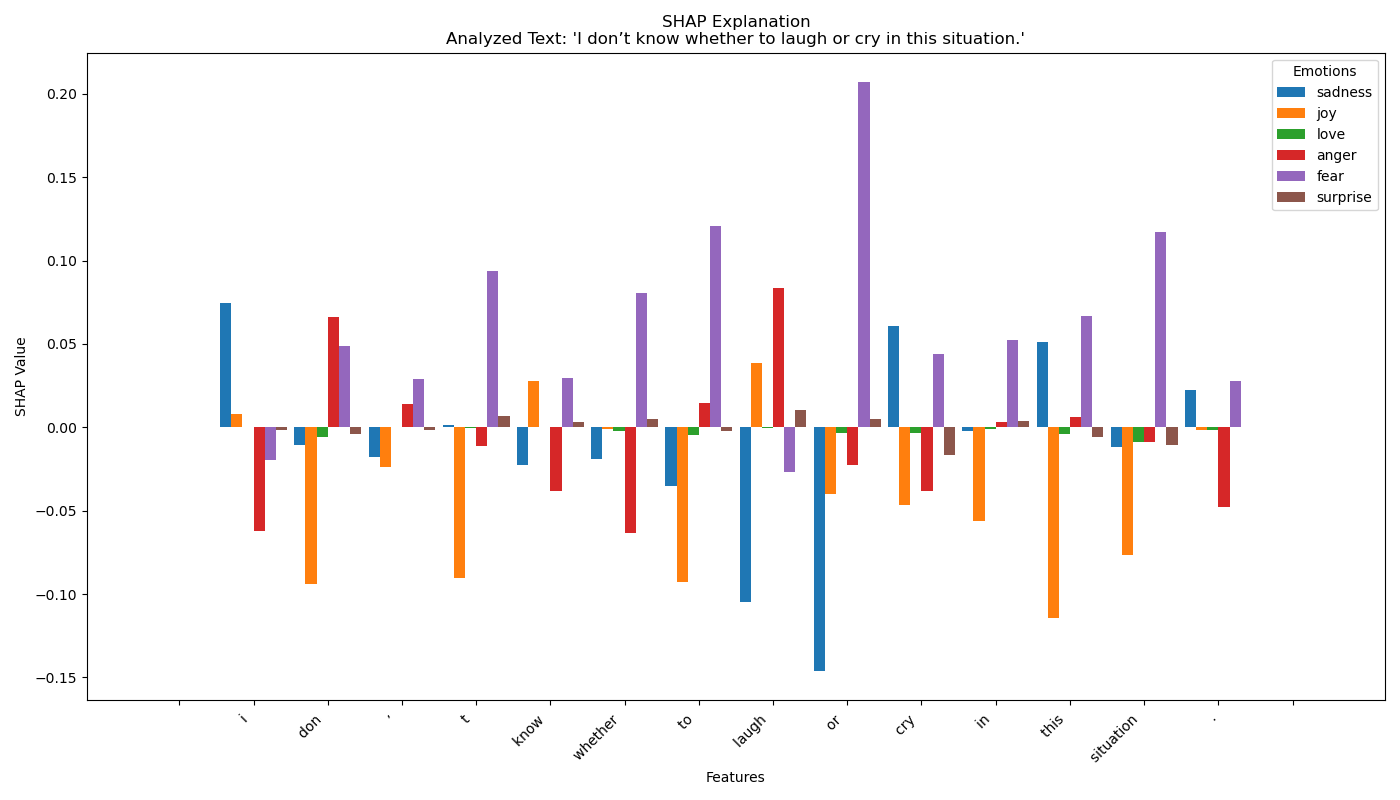 SHAP Explanation
Analyzed Text: 'I don’t know whether to laugh or cry in this situation.'
Emotions
sadness
joy
love
anger
fear
surprise
SHAP Value
0.20
0.15
0.10
0.05
0.00
−0.05
−0.10
−0.15
i
don
’
t
know
whether
to
laugh
or
cry
in
this
situation
.
Features